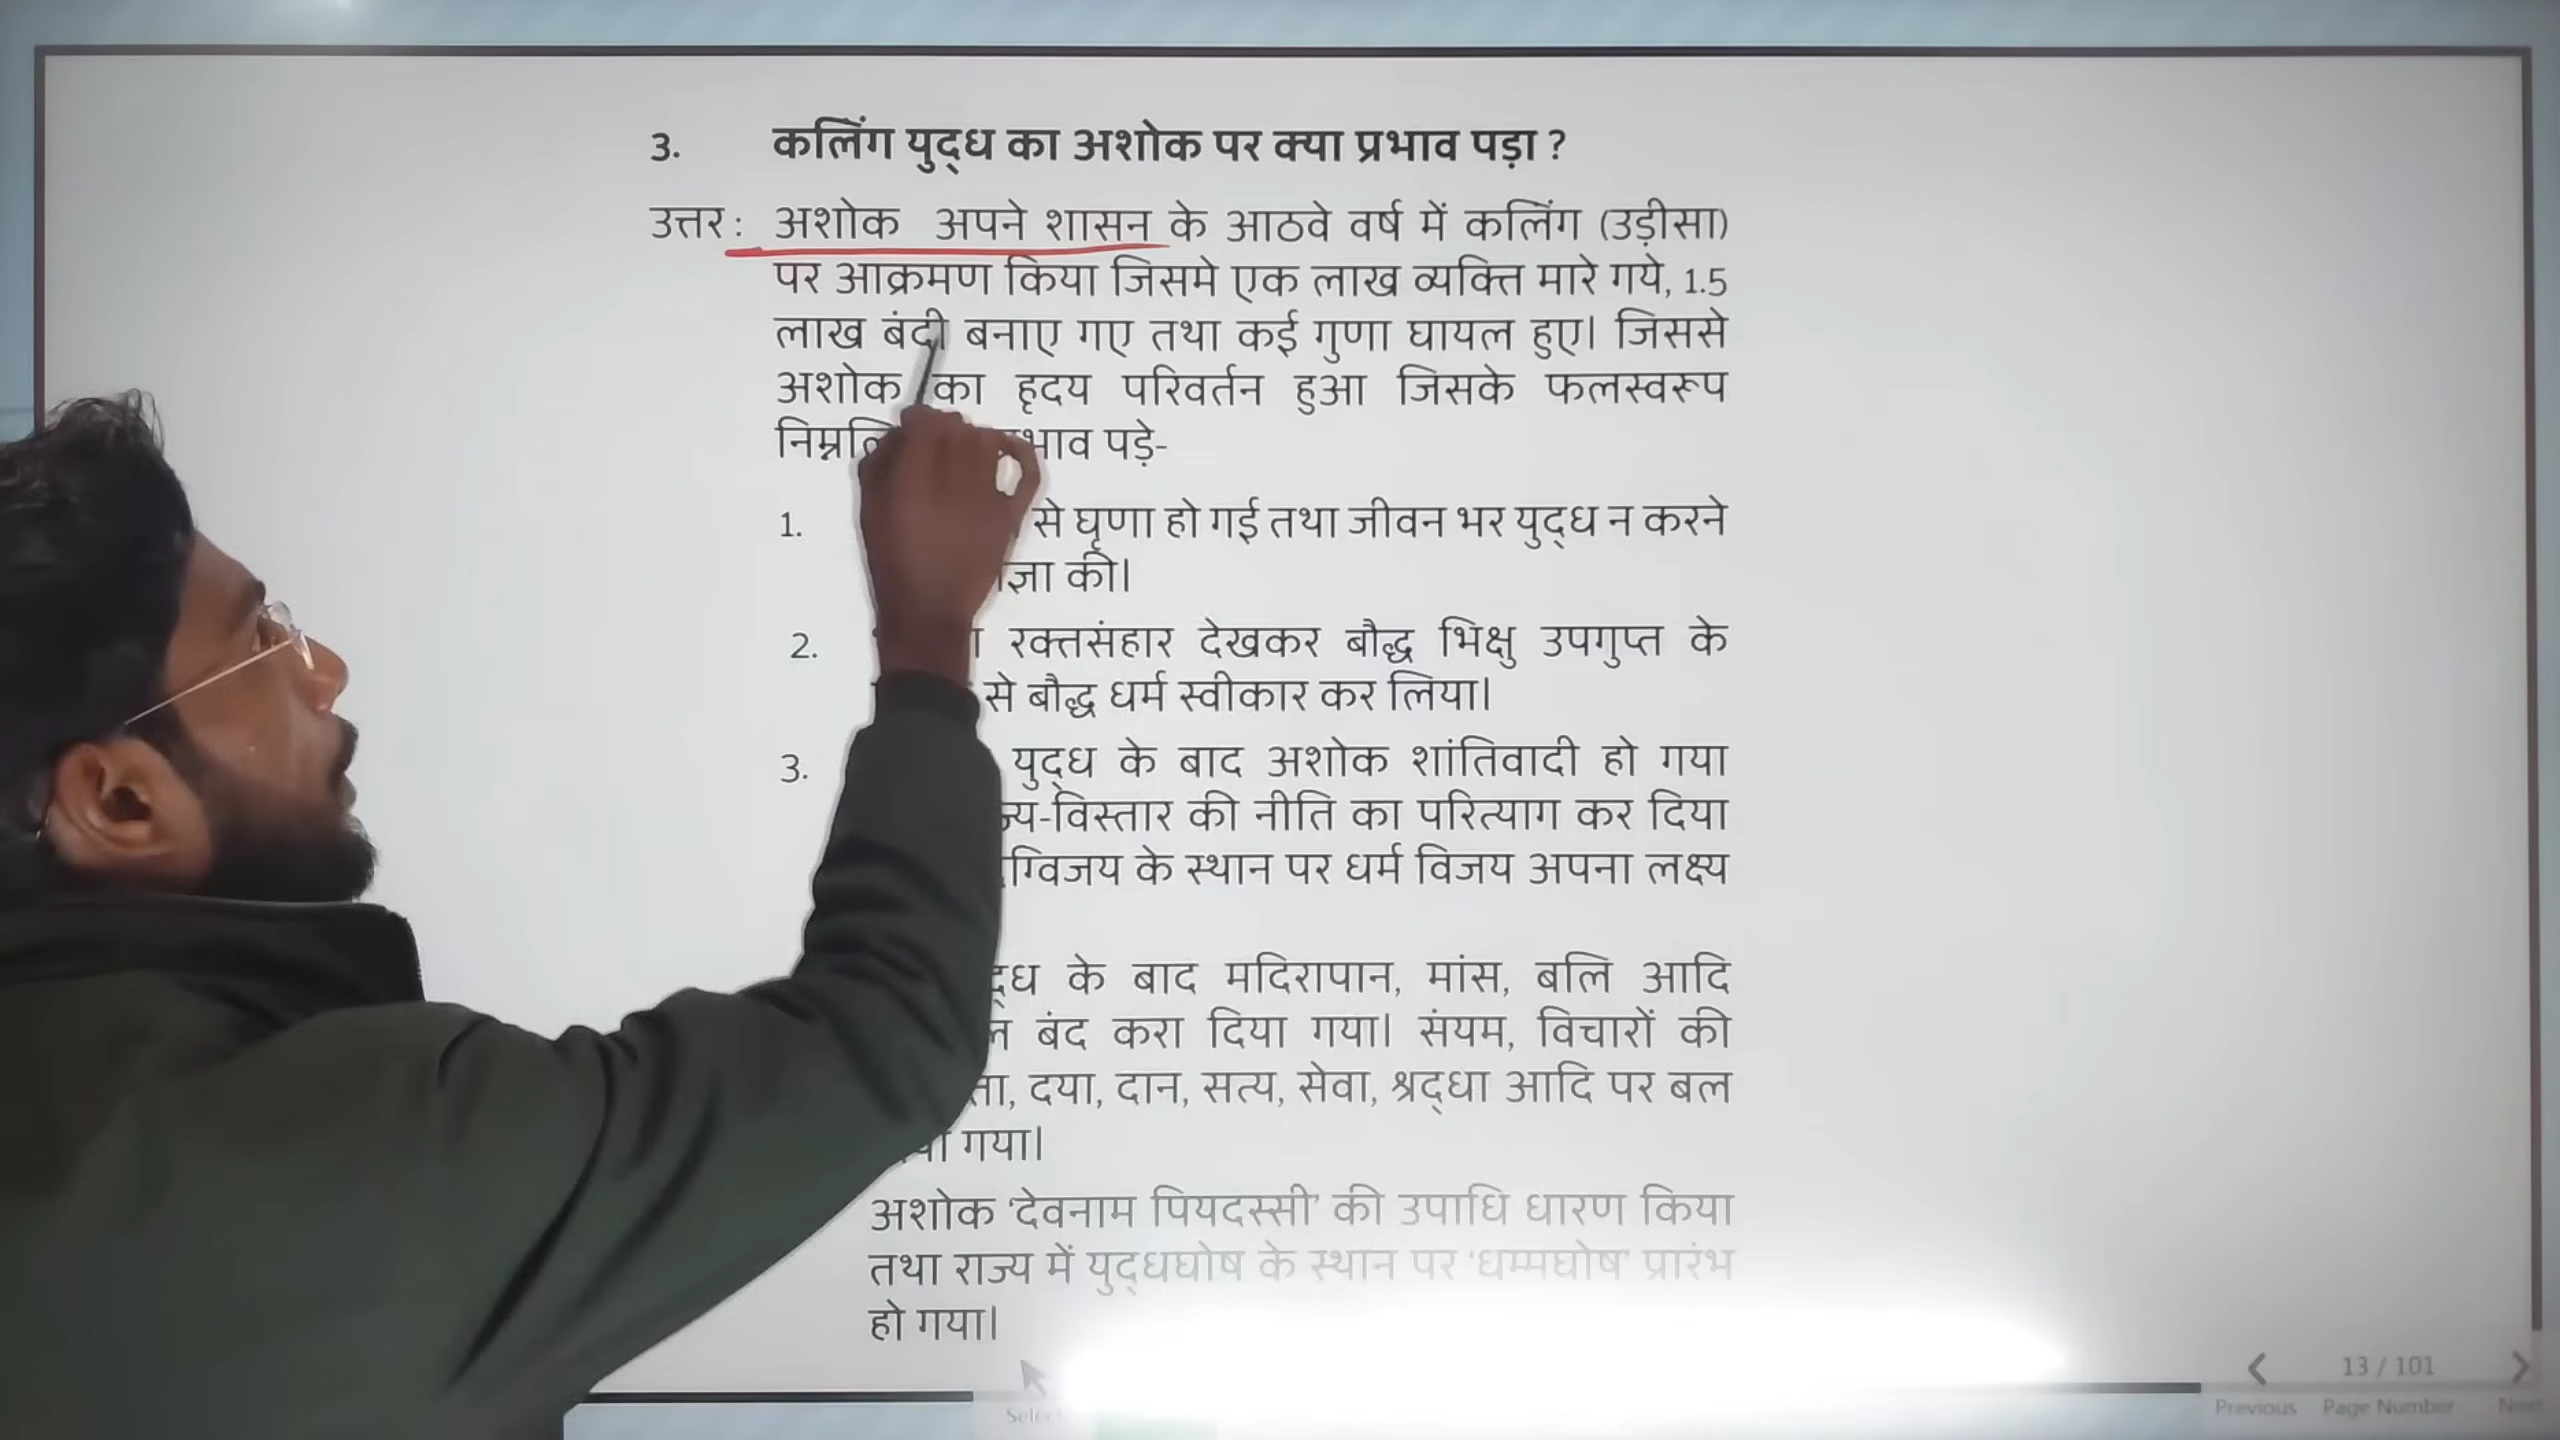 3. कलिंग युद्ध का अशोक पर क्या प्रभाव पड़ा ?
उत्तर : अशोक अपने शासन के आठवे वर्ष में कलिंग (उड़ीसा)
पर आक्रमण किया जिसमे एक लाख व्यक्ति मारे गये, 1.5
लाख बंदी बनाए गए तथा कई गुणा घायल हुए। जिससे
अशोक का हृदय परिवर्तन हुआ जिसके फलस्वरूप
पड़े-
1. से घृणा हो गई तथा जीवन भर युद्ध न करने
की।
2. रक्तसंहार देखकर बौद्ध भिक्षु उपगुप्त के
से बौद्ध धर्म स्वीकार कर लिया।
3. युद्ध के बाद अशोक शांतिवादी हो गया
विस्तार की नीति का परित्याग कर दिया
के स्थान पर धर्म विजय अपना लक्ष्य
के बाद मदिरापान, मांस, बलि आदि
बंद करा दिया गया। संयम, विचारों की
दया, दान, सत्य, सेवा, श्रद्धा आदि पर बल
गया।
अशोक 'देवनाम पियदस्सी' की उपाधि धारण किया
तथा राज्य में युद्धघोष के स्थान पर 'धम्मघोष' प्रारंभ
हो गया।
Select
13 / 101
Previous Page Number Next